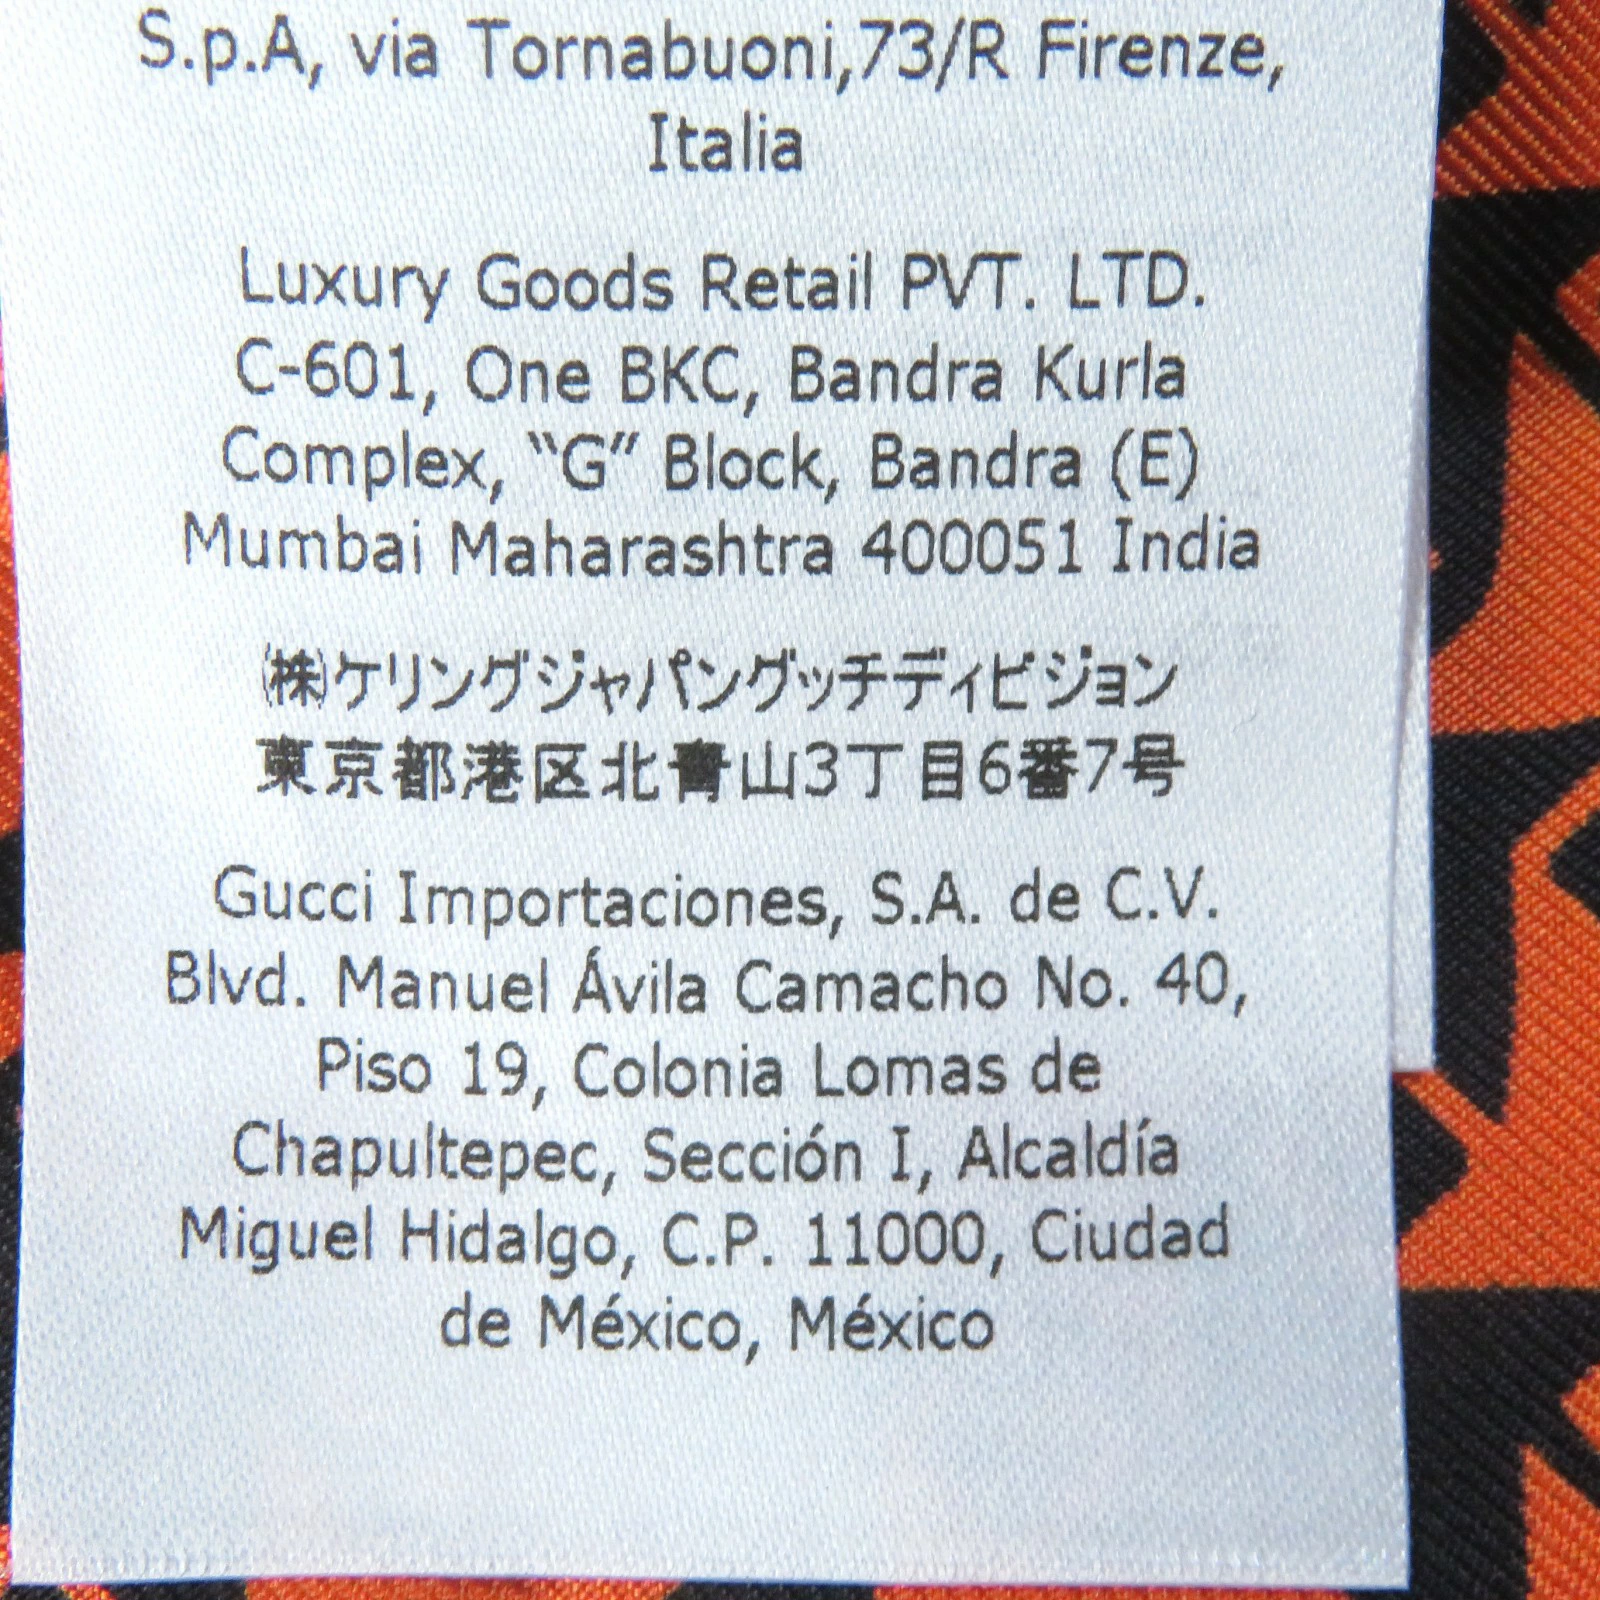 S.p.A, via Tornabuoni,73/R Firenze,
Italia
Luxury Goods Retail PVT. LTD.
C-601, One BKC, Bandra Kurla
Complex, “G” Block, Bandra (E)
Mumbai Maharashtra 400051 India
㈱ケリングジャパングッチディビジョン
東京都港区北青山3丁目6番7号
Gucci Importaciones, S.A. de C.V.
Blvd. Manuel Ávila Camacho No. 40,
Piso 19, Colonia Lomas de
Chapultepec, Sección I, Alcaldía
Miguel Hidalgo, C.P. 11000, Ciudad
de México, México